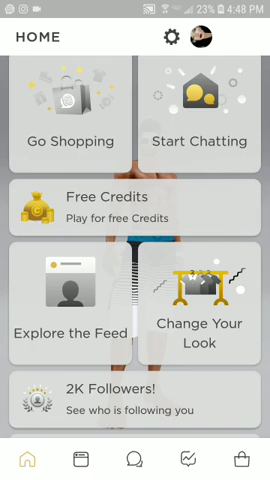 23% 4:48 PM
HOME
Go Shopping
Start Chatting
Free Credits
Play for free Credits
Explore the Feed
Change Your
Look
2K Followers!
See who is following you